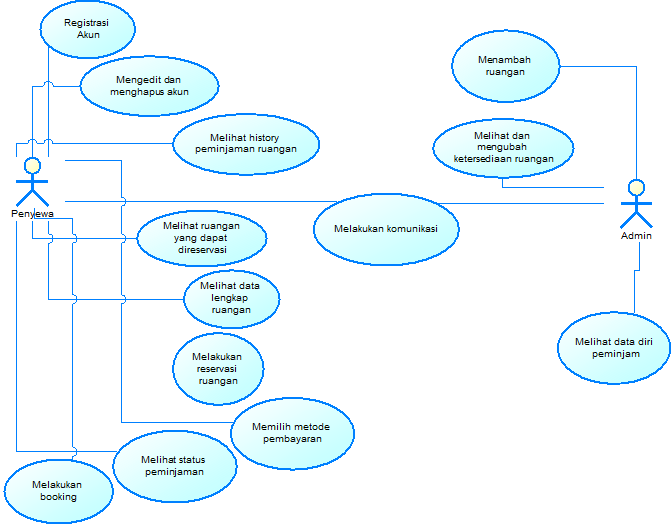 Registrasi
Akun
Mengedit dan
menghapus akun
Melihat history
peminjaman ruangan
Penyewa
Melihat ruangan
yang dapat
direservasi
Melihat data
lengkap
ruangan
Melakukan
reservasi
ruangan
Memilih metode
pembayaran
Melihat status
peminjaman
Melakukan
booking
Melakukan komunikasi
Menambah
ruangan
Melihat dan
mengubah
ketersediaan ruangan
Admin
Melihat data diri
peminjam